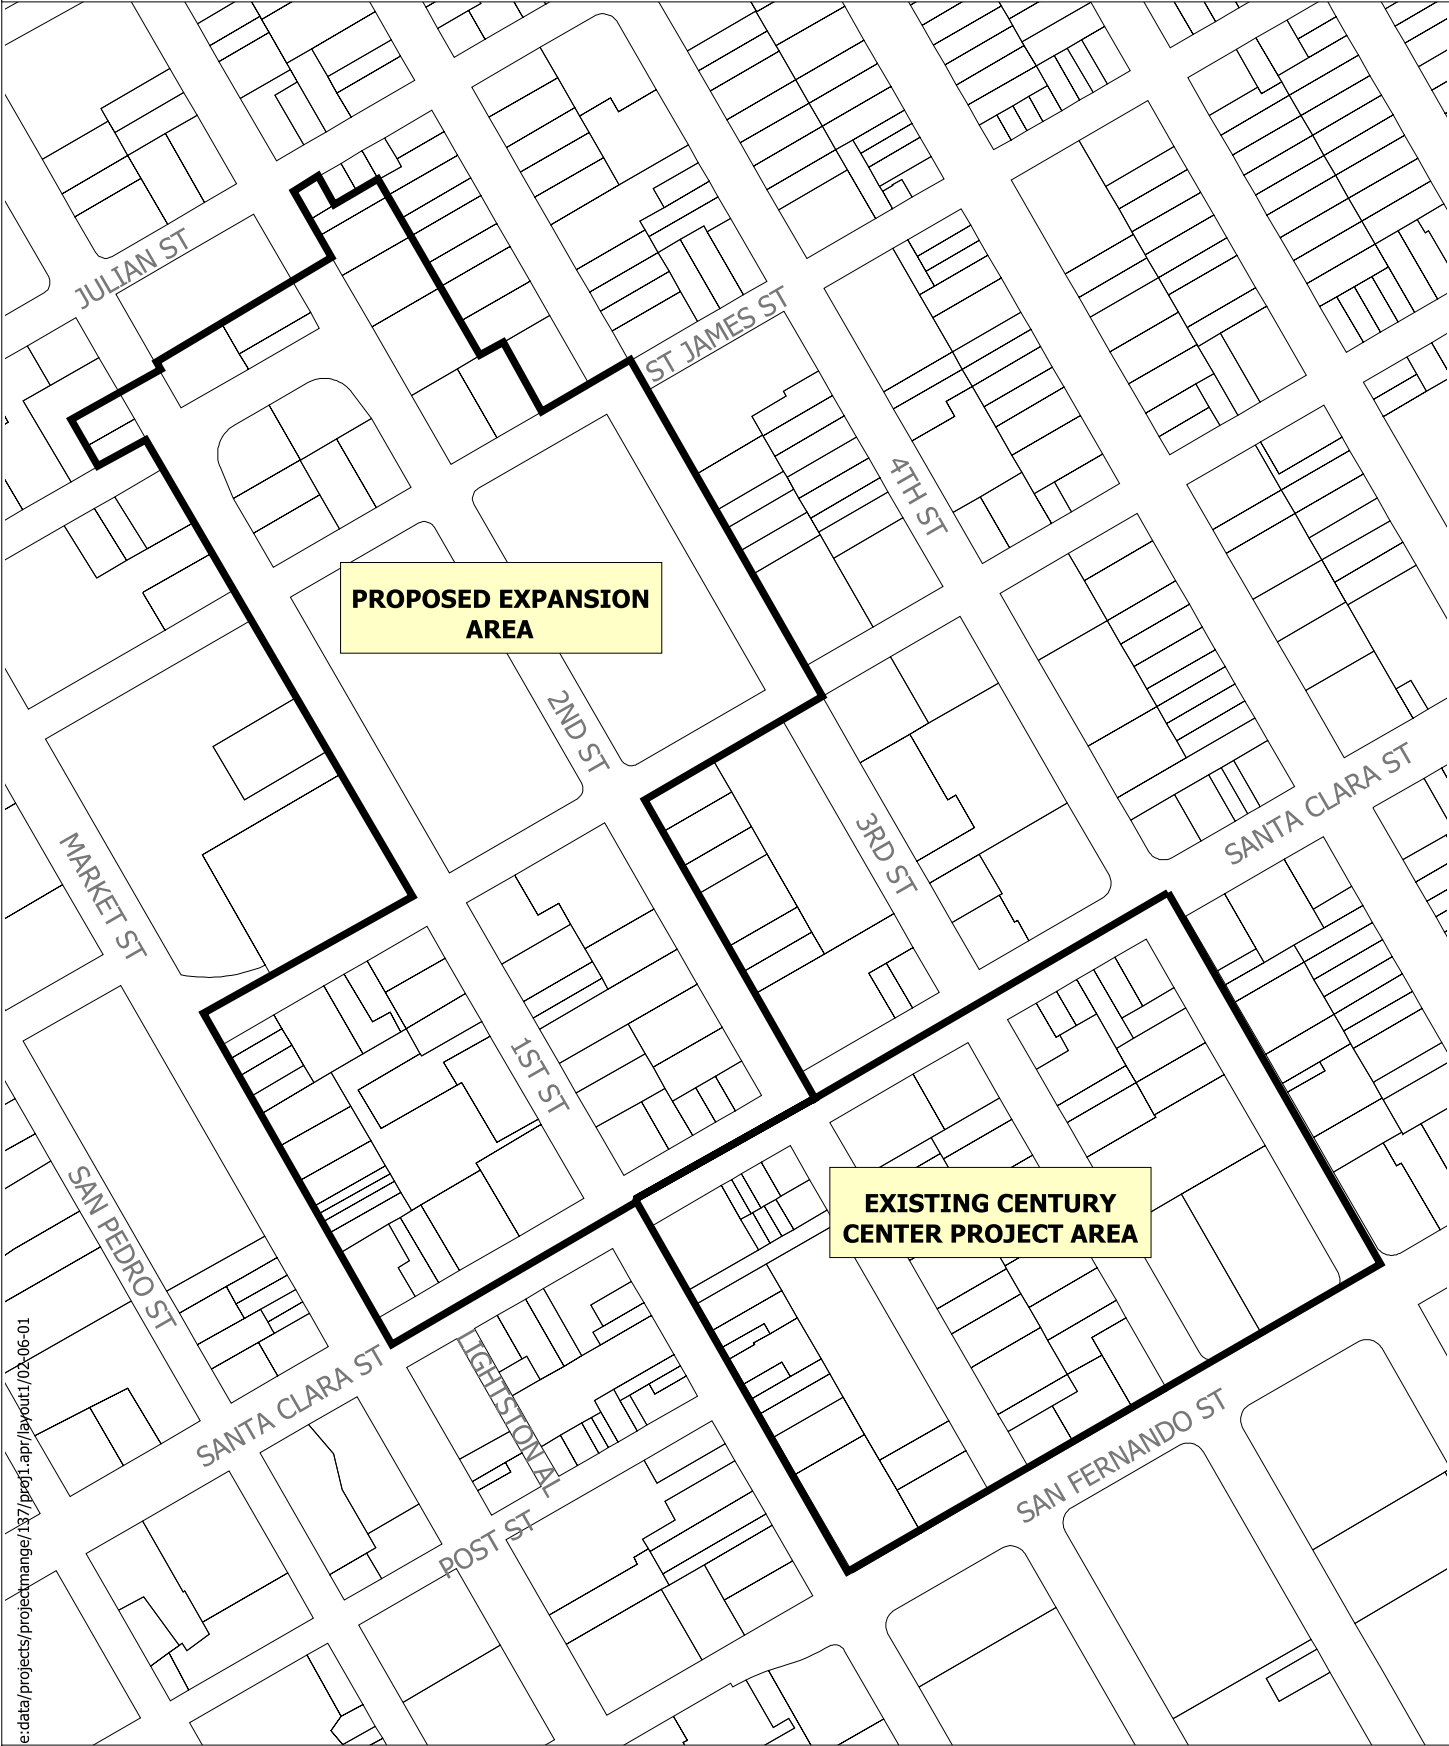 JULIAN ST
ST JAMES ST
4TH ST
PROPOSED EXPANSION
AREA
2ND ST
SANTA CLARA ST
3RD ST
MARKET ST
1ST ST
EXISTING CENTURY
CENTER PROJECT AREA
SAN PEDRO ST
SANTA CLARA ST
LIGHTSTON AL
SAN FERNANDO ST
POST ST
e:data/projects/projectmange/137/proj1.apr/layout1/02-06-01